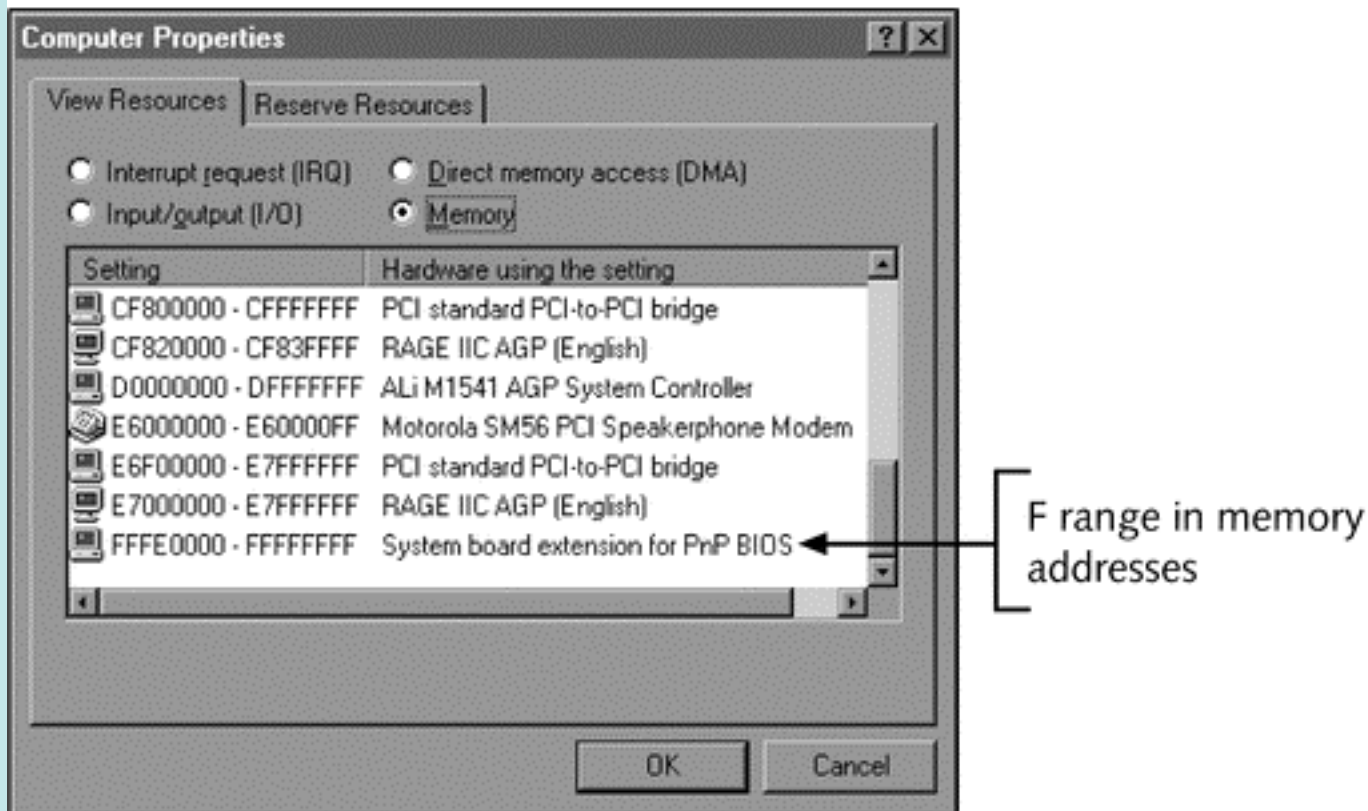 Computer Properties
View Resources
Reserve Resources
Interrupt request (IRQ)
Direct memory access (DMA)
Input/output (I/O)
Memory
Setting
Hardware using the setting
CF800000 - CFFFFFFF PCI standard PCI-to-PCI bridge
CF820000 - CF83FFFF RAGE IIC AGP (English)
D0000000 - DFFFFFFF ALi M1541 AGP System Controller
E6000000 - E60000FF Motorola SM56 PCI Speakerphone Modem
E6F00000 - E7FFFFFF PCI standard PCI-to-PCI bridge
E7000000 - E7FFFFFF RAGE IIC AGP (English)
FFFE0000 - FFFFFFFF System board extension for PnP BIOS
F range in memory
addresses
OK
Cancel